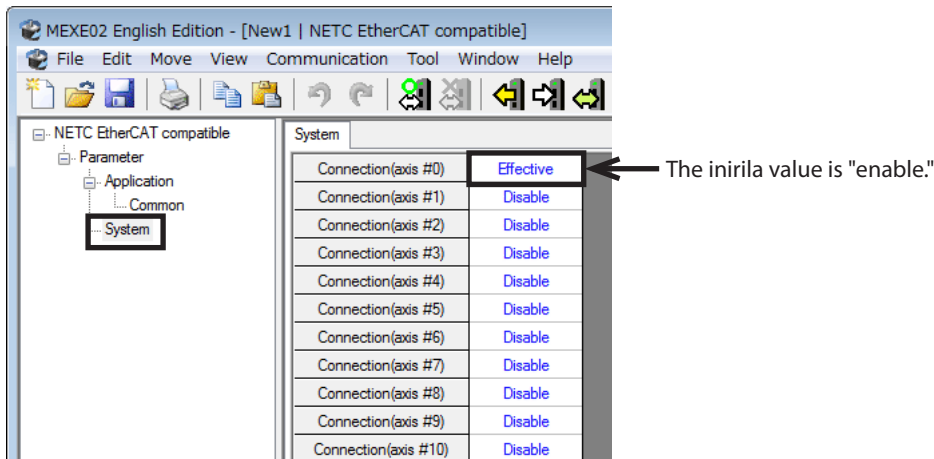 MEXE02 English Edition - [New1 | NETC EtherCAT compatible]
File Edit Move View Communication Tool Window Help
NETC EtherCAT compatible
Parameter
Application
Common
System
System
Connection(axis #0) Effective
The inirila value is "enable."
Connection(axis #1) Disable
Connection(axis #2) Disable
Connection(axis #3) Disable
Connection(axis #4) Disable
Connection(axis #5) Disable
Connection(axis #6) Disable
Connection(axis #7) Disable
Connection(axis #8) Disable
Connection(axis #9) Disable
Connection(axis #10) Disable